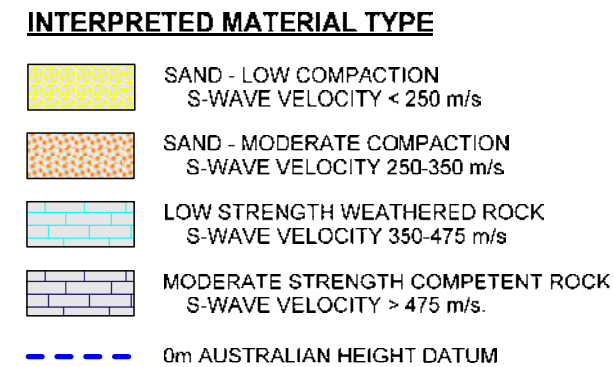 INTERPRETED MATERIAL TYPE
SAND - LOW COMPACTION
S-WAVE VELOCITY < 250 m/s
SAND - MODERATE COMPACTION
S-WAVE VELOCITY 250-350 m/s
LOW STRENGTH WEATHERED ROCK
S-WAVE VELOCITY 350-475 m/s
MODERATE STRENGTH COMPETENT ROCK
S-WAVE VELOCITY > 475 m/s.
0m AUSTRALIAN HEIGHT DATUM